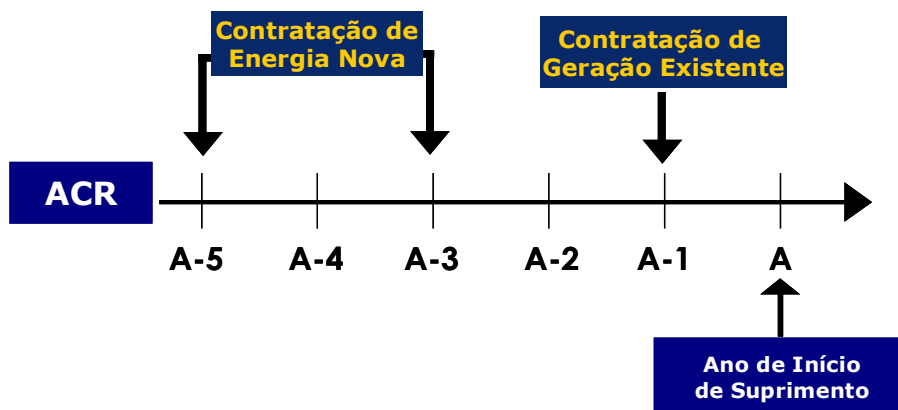 Contratação de
Energia Nova
Contratação de
Geração Existente
ACR
A-5 A-4 A-3 A-2 A-1 A
Ano de Início
de Suprimento